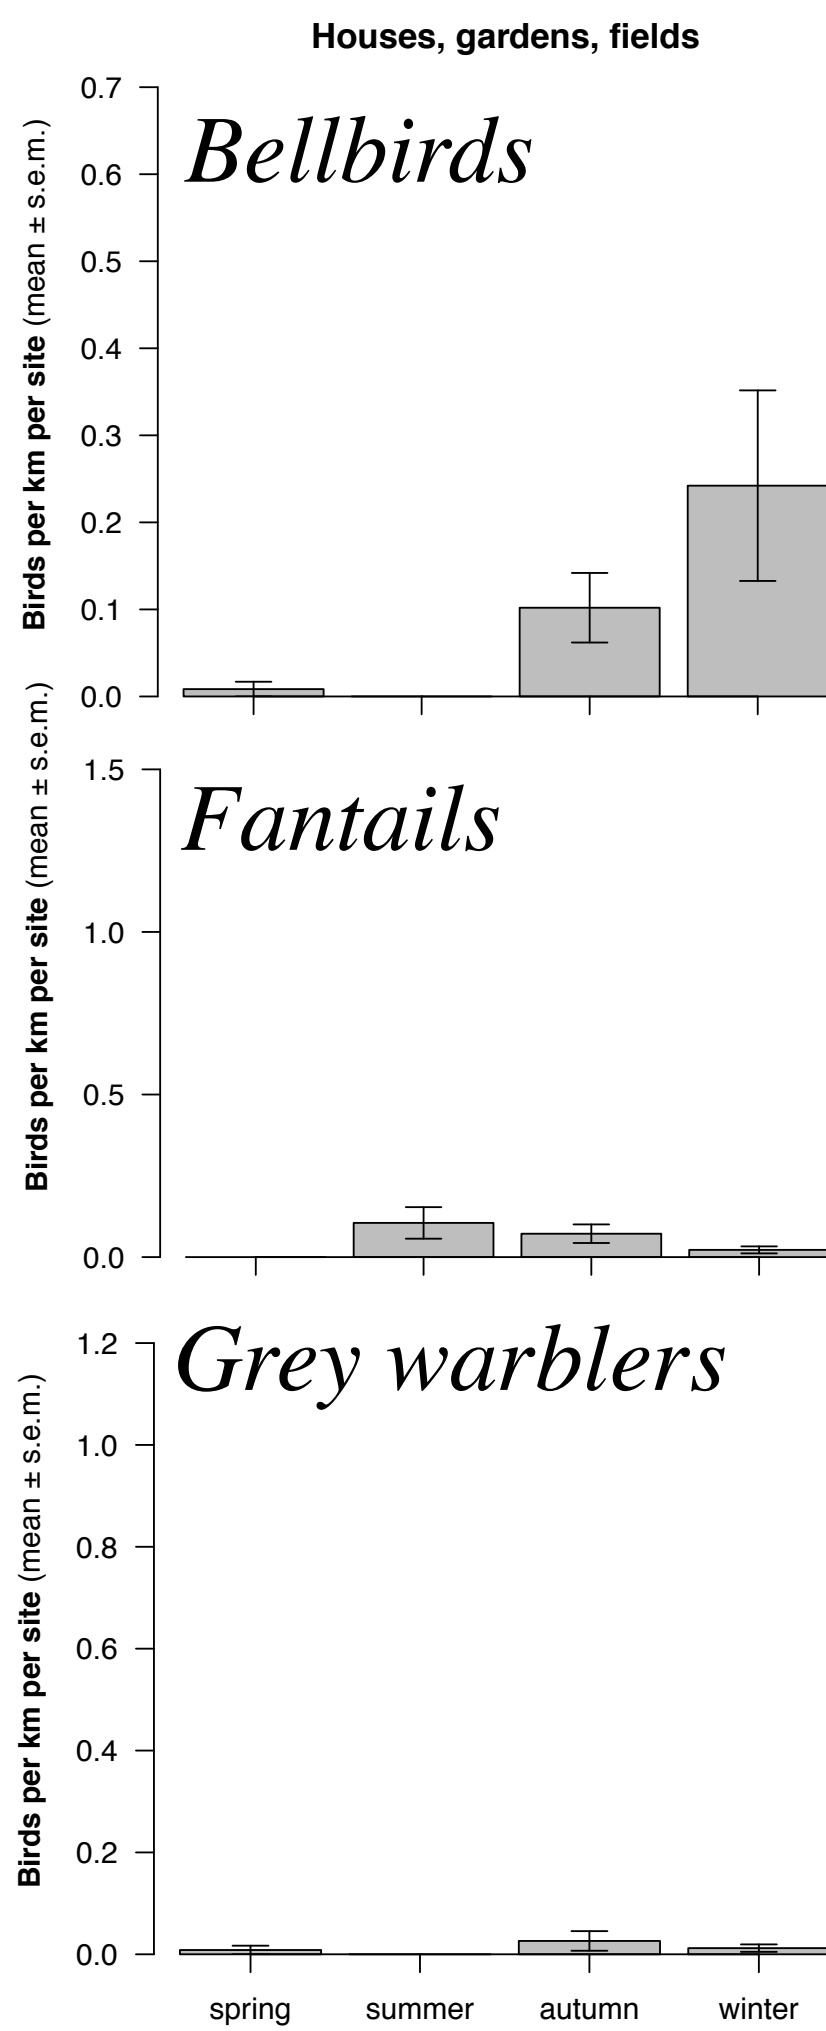 Houses, gardens, fields
Birds per km per site (mean ± s.e.m.)
0.7
0.6
0.5
0.4
0.3
0.2
0.1
0.0
Bellbirds
Birds per km per site (mean ± s.e.m.)
1.5
1.0
0.5
0.0
Fantails
Birds per km per site (mean ± s.e.m.)
1.2
1.0
0.8
0.6
0.4
0.2
0.0
Grey warblers
spring summer autumn winter